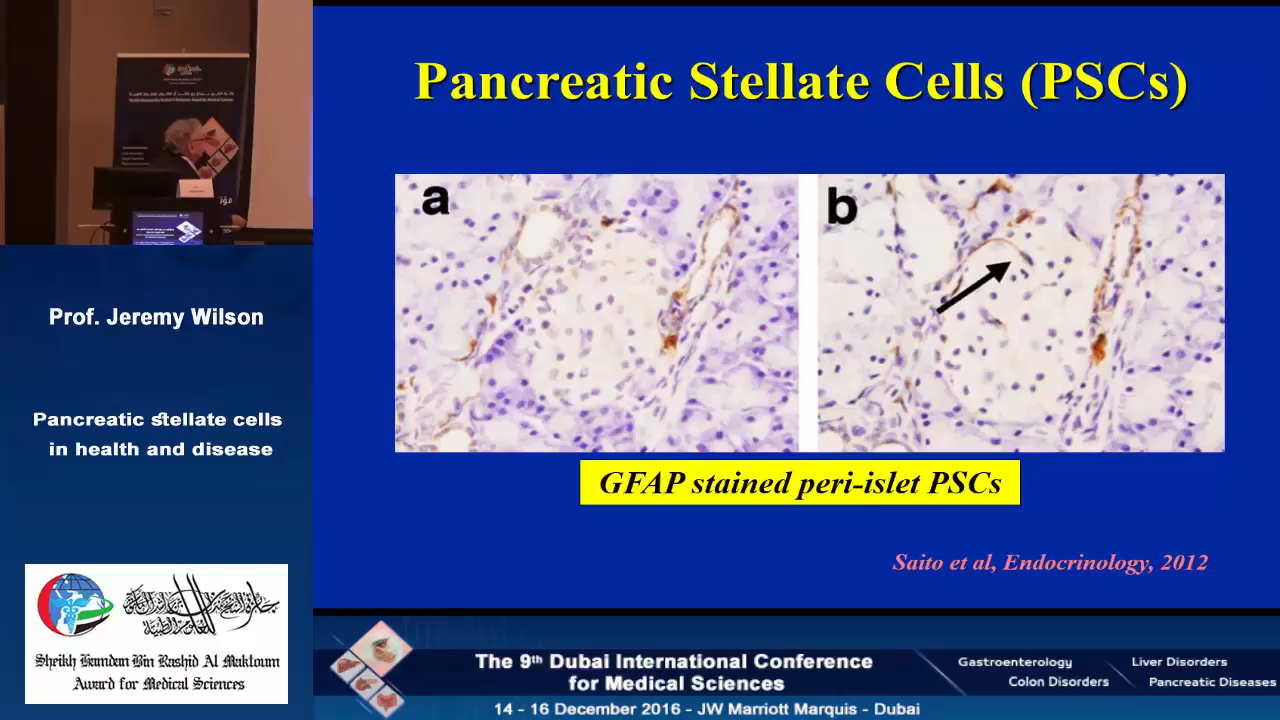 Pancreatic Stellate Cells (PSCs)
a
b
GFAP stained peri-islet PSCs
Saito et al, Endocrinology, 2012
Prof. Jeremy Wilson
Pancreatic stellate cells
in health and disease
Sheikh Hamdan Bin Rashid Al Maktoum
Award for Medical Sciences
The 9th Dubai International Conference
for Medical Sciences
14 - 16 December 2016 - JW Marriott Marquis - Dubai
Gastroenterology
Liver Disorders
Colon Disorders
Pancreatic Diseases